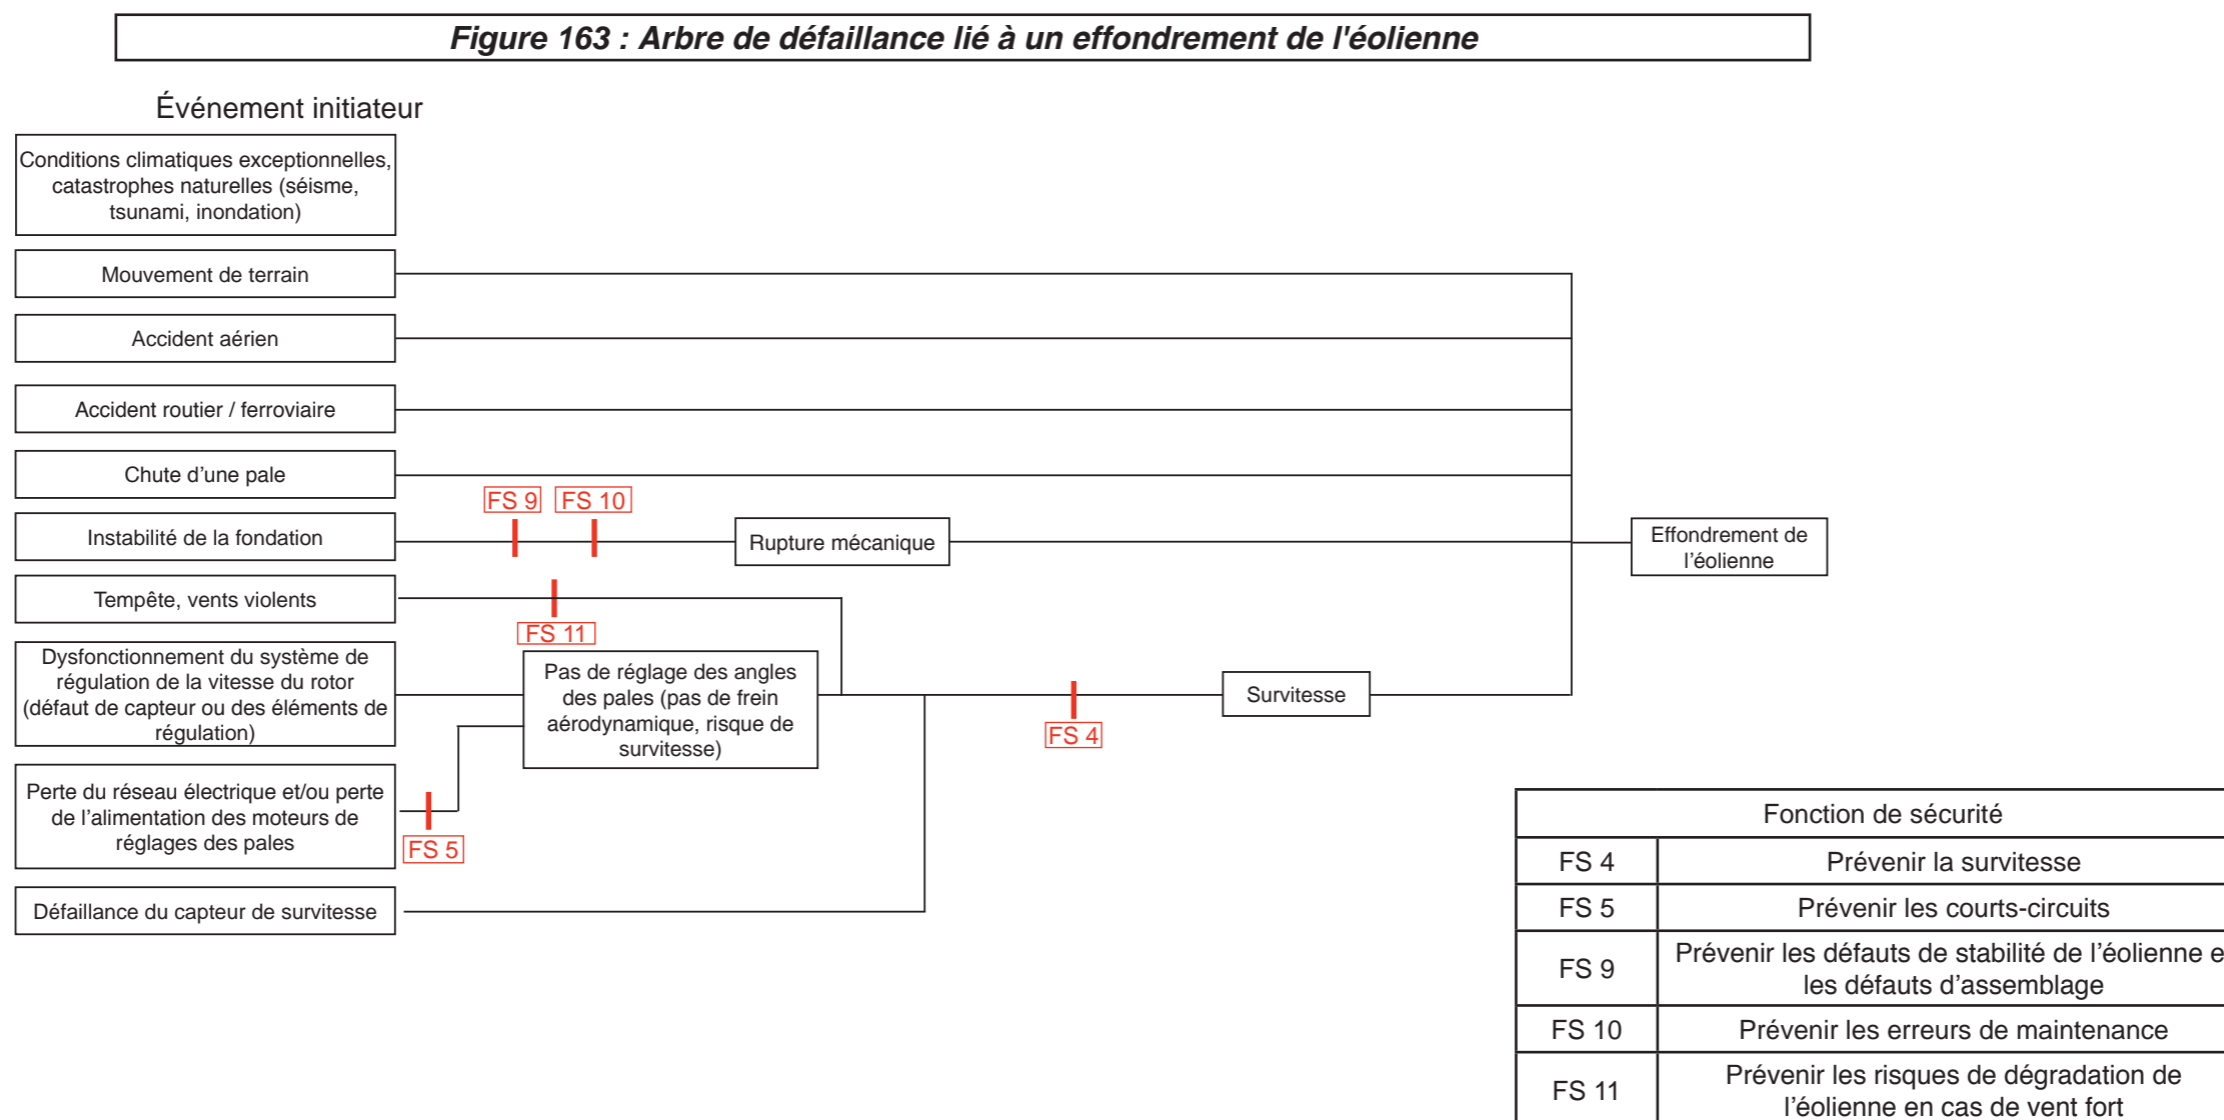 Figure 163 : Arbre de défaillance lié à un effondrement de l'éolienne
Événement initiateur
Conditions climatiques exceptionnelles,
catastrophes naturelles (séisme,
tsunami, inondation)
Mouvement de terrain
Accident aérien
Accident routier / ferroviaire
Chute d’une pale
FS 9
FS 10
Instabilité de la fondation
Rupture mécanique
Effondrement de
l’éolienne
Tempête, vents violents
FS 11
Dysfonctionnement du système de
régulation de la vitesse du rotor
(défaut de capteur ou des éléments de
régulation)
Pas de réglage des angles
des pales (pas de frein
aérodynamique, risque de
survitesse)
FS 4
Survitesse
Perte du réseau électrique et/ou perte
de l’alimentation des moteurs de
réglages des pales
FS 5
Défaillance du capteur de survitesse
Fonction de sécurité
FS 4 Prévenir la survitesse
FS 5 Prévenir les courts-circuits
FS 9 Prévenir les défauts de stabilité de l’éolienne e
les défauts d’assemblage
FS 10 Prévenir les erreurs de maintenance
FS 11 Prévenir les risques de dégradation de
l’éolienne en cas de vent fort